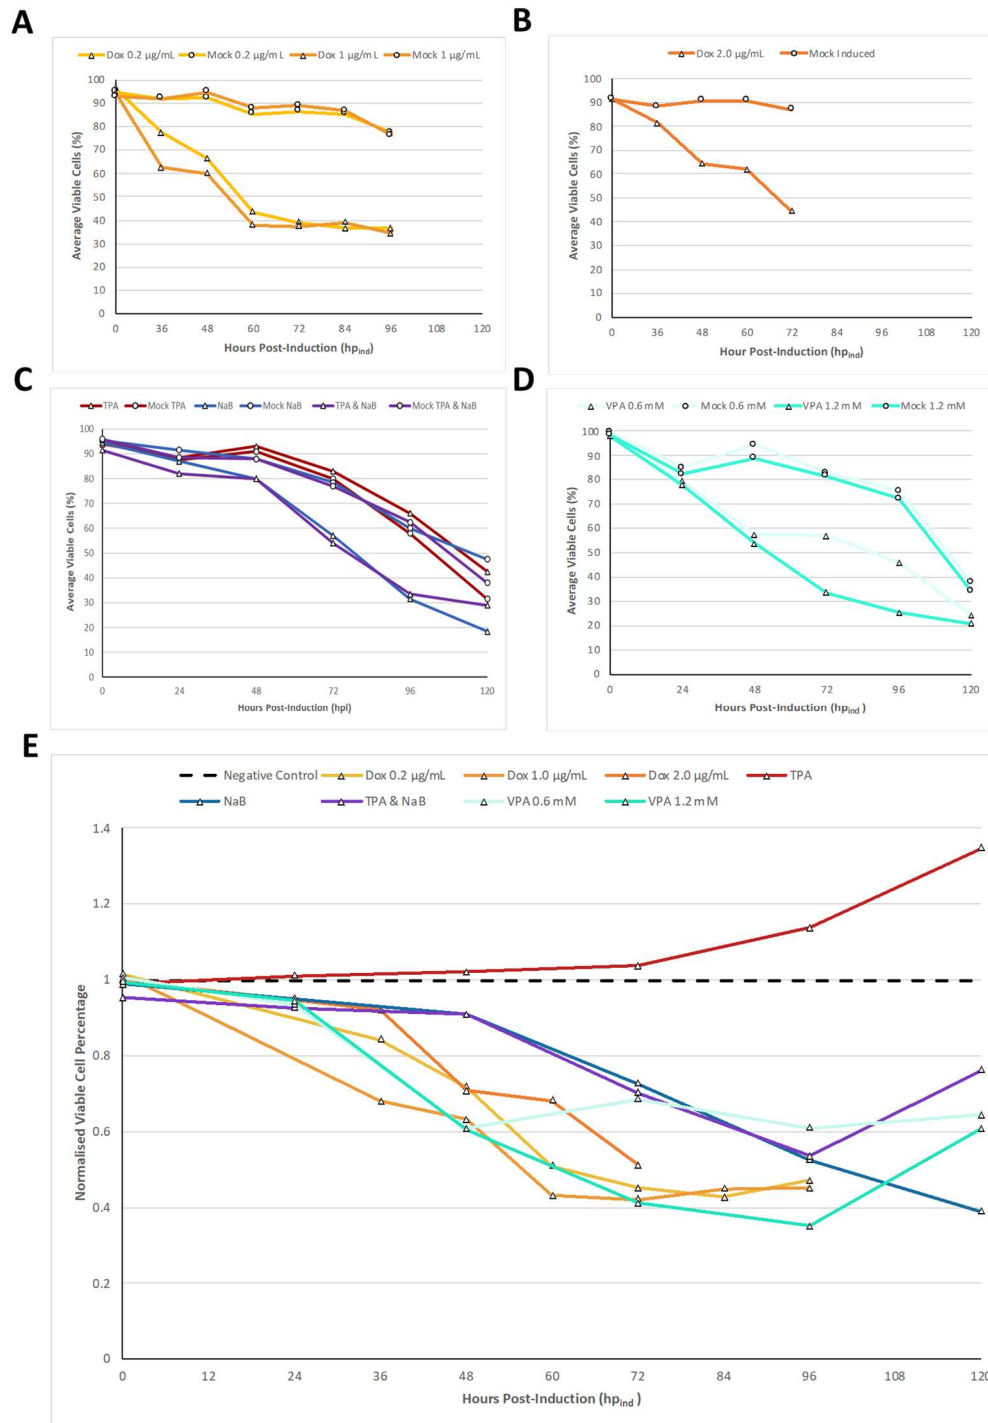 A
Dox 0.2 µg/mL Mock 0.2 µg/mL Dox 1 µg/mL Mock 1 µg/mL
100
90
80
70
60
50
40
30
20
10
0
Average Viable Cells (%)
0 36 48 60 72 84 96 108 120
Hours Post-Induction (hpind)
B
Dox 2.0 µg/mL Mock Induced
100
90
80
70
60
50
40
30
20
10
0
Average Viable Cells (%)
0 36 48 60 72 84 96 108 120
Hour Post-Induction (hpind)
C
TPA Mock TPA NaB Mock NaB TPA & NaB Mock TPA & NaB
100
90
80
70
60
50
40
30
20
10
0
Average Viable Cells (%)
0 24 48 72 96 120
Hours Post-Induction (hpi)
D
VPA 0.6 mM Mock 0.6 mM VPA 1.2 mM Mock 1.2 mM
100
90
80
70
60
50
40
30
20
10
0
Average Viable Cells (%)
0 24 48 72 96 120
Hours Post-Induction (hpind)
E
Negative Control Dox 0.2 µg/mL Dox 1.0 µg/mL Dox 2.0 µg/mL TPA
NaB TPA & NaB VPA 0.6 mM VPA 1.2 mM
1.4
1.2
1
0.8
0.6
0.4
0.2
0
Normalised Viable Cell Percentage
0 12 24 36 48 60 72 84 96 108 120
Hours Post-Induction (hpind)